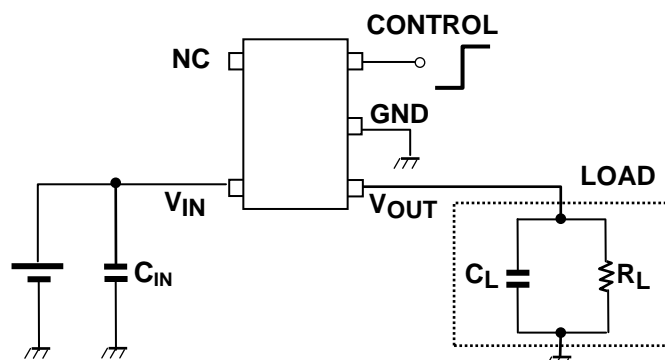 CONTROL
NC
GND
LOAD
VIN
VOUT
CIN
CL
RL